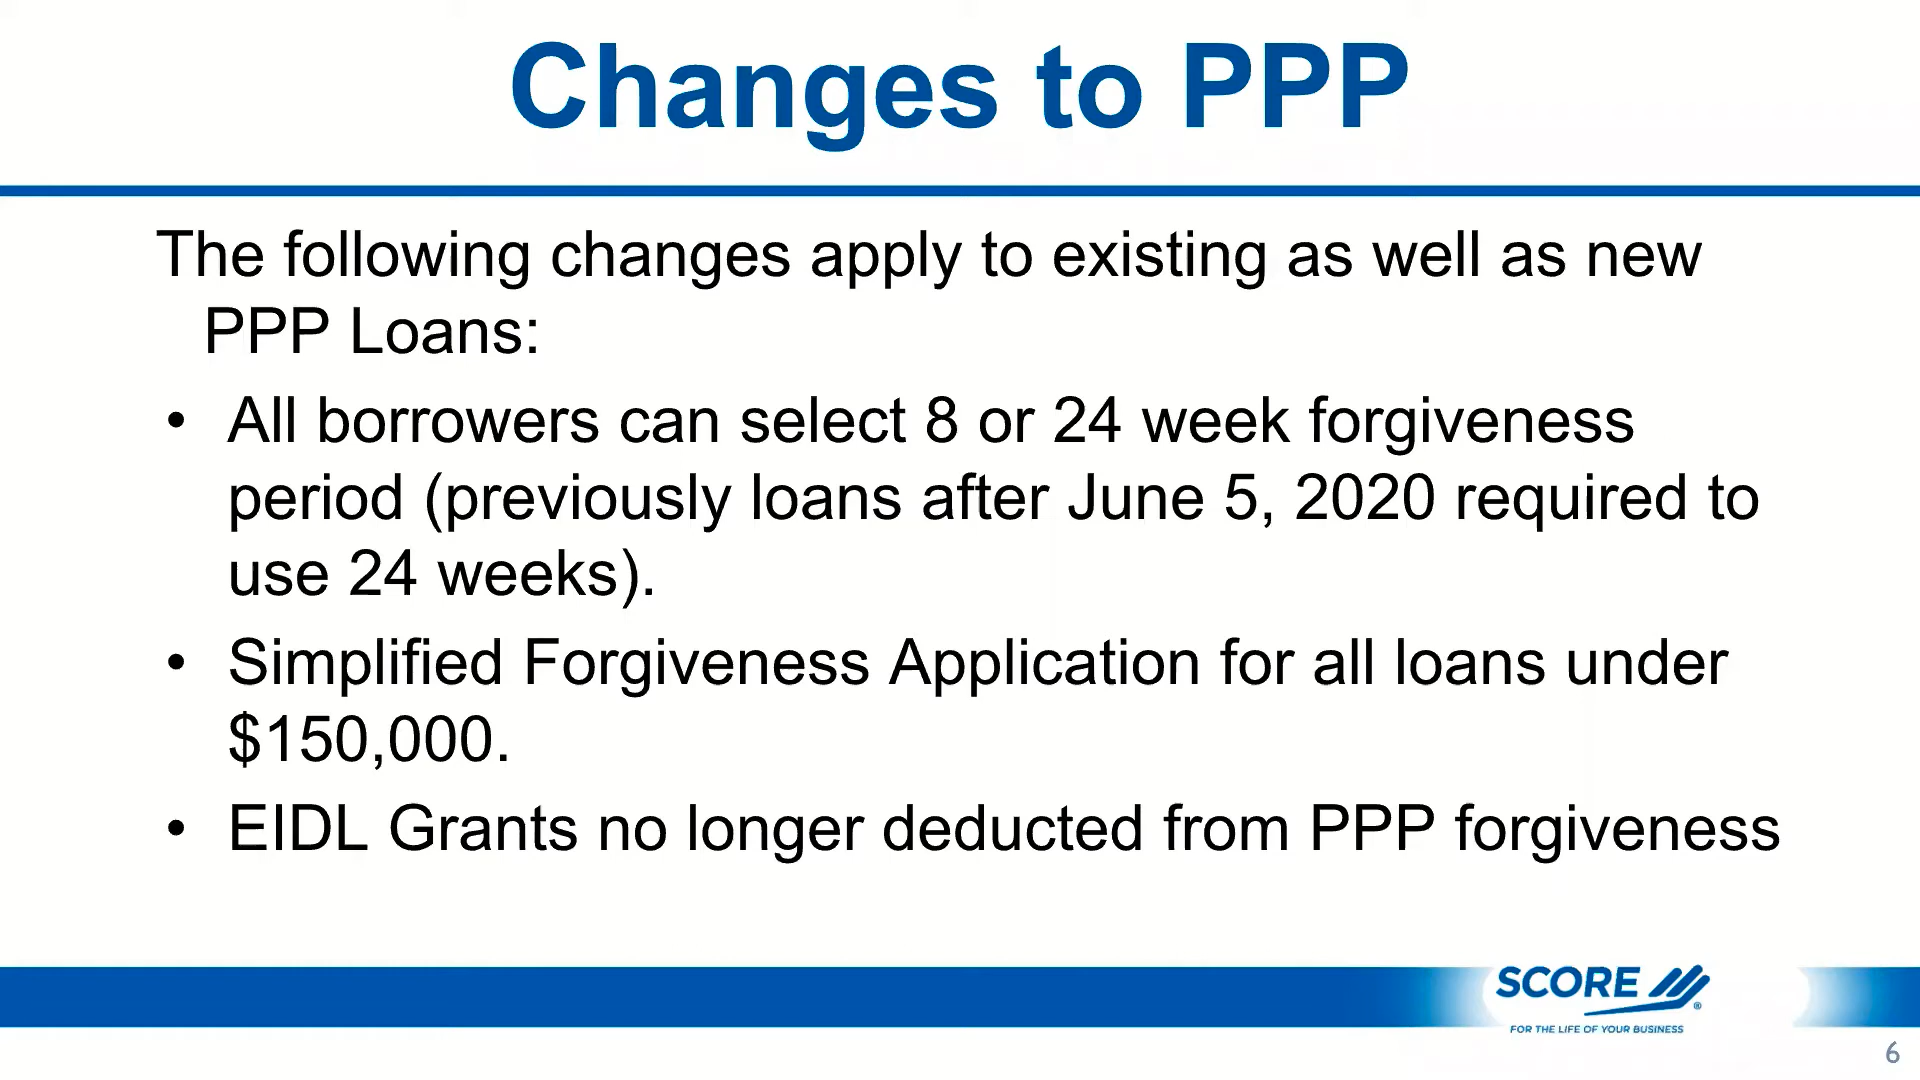 Changes to PPP
The following changes apply to existing as well as new
PPP Loans:
• All borrowers can select 8 or 24 week forgiveness
period (previously loans after June 5, 2020 required to
use 24 weeks).
• Simplified Forgiveness Application for all loans under
$150,000.
• EIDL Grants no longer deducted from PPP forgiveness
SCORE ®
FOR THE LIFE OF YOUR BUSINESS
6